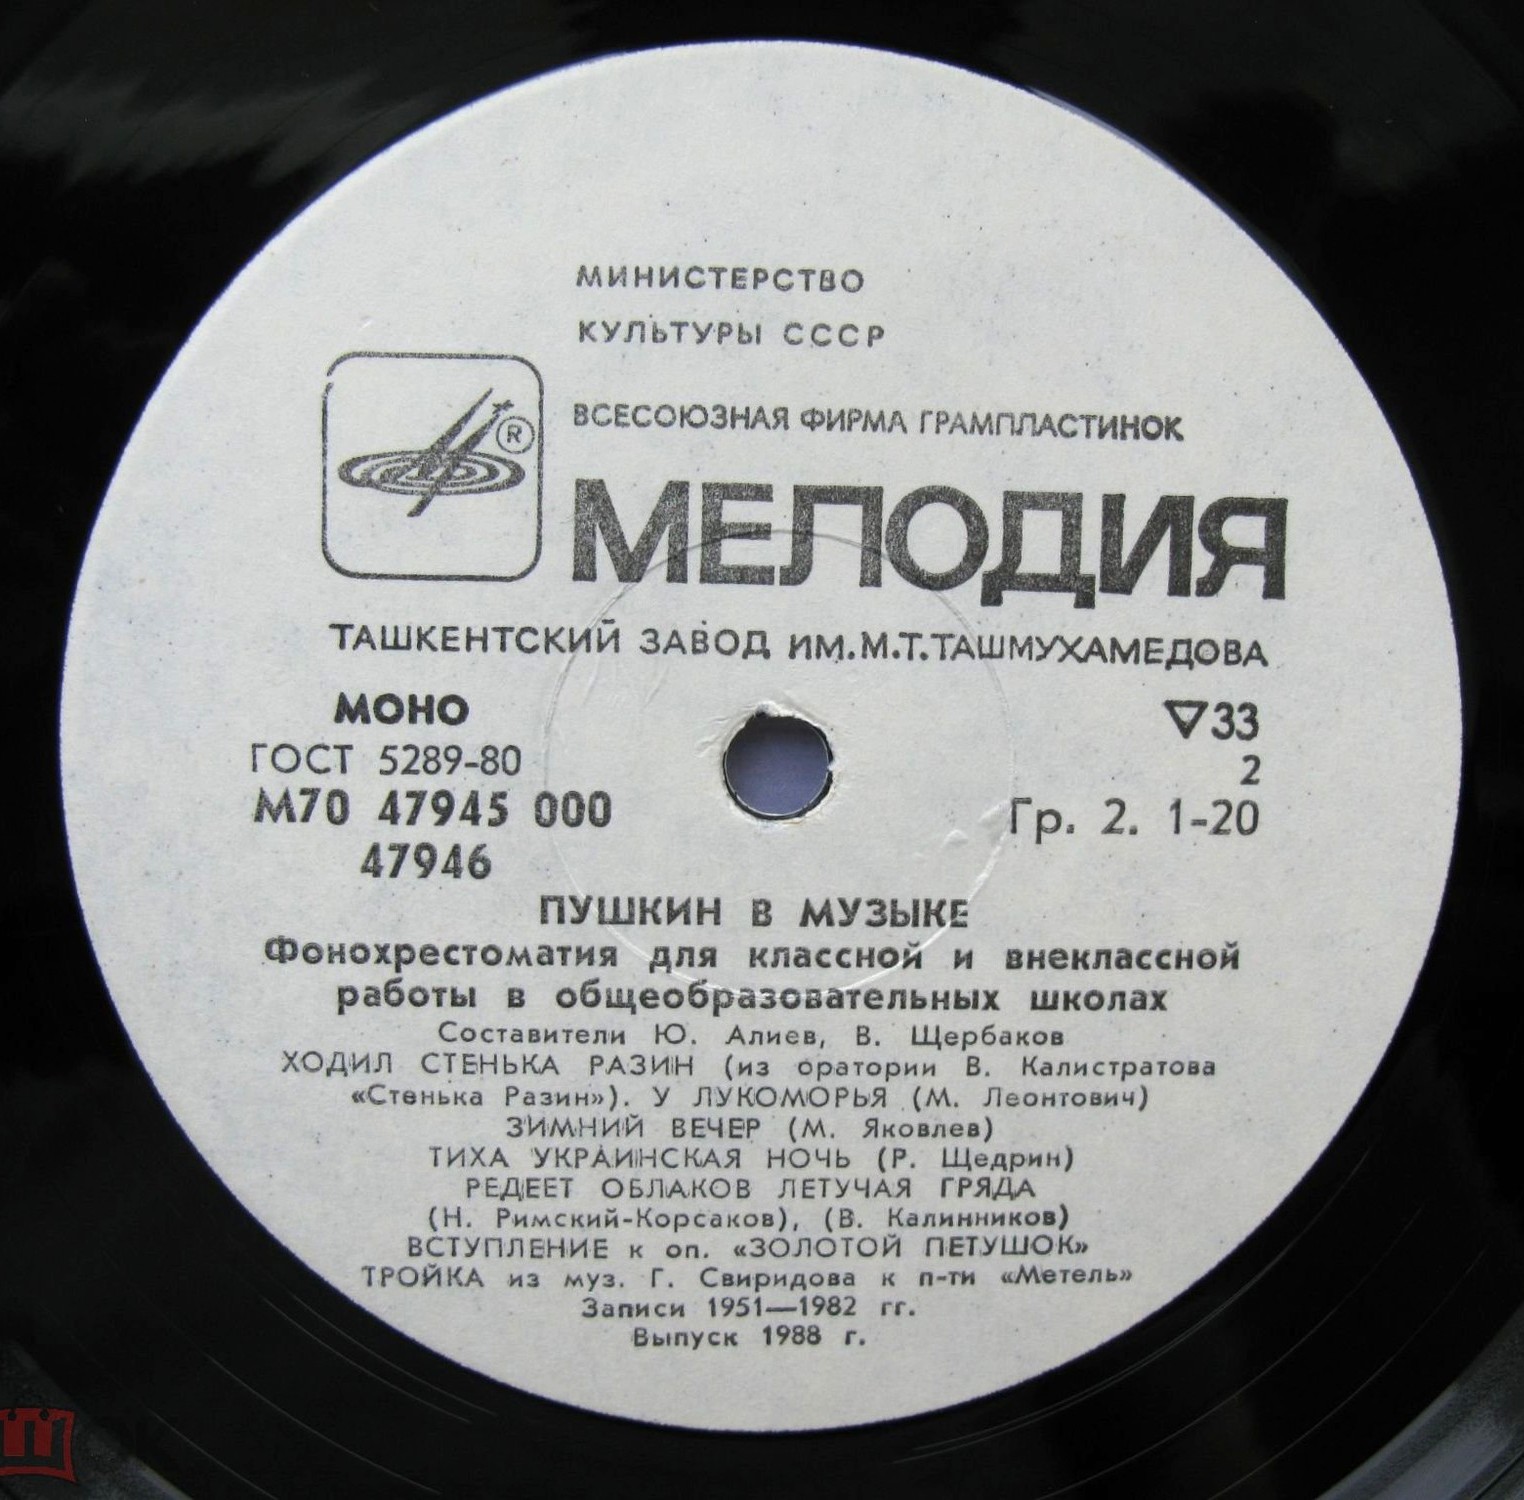 МИНИСТЕРСТВО
КУЛЬТУРЫ СССР
ВСЕСОЮЗНАЯ ФИРМА ГРАМПЛАСТИНОК
®
МЕЛОДИЯ
ТАШКЕНТСКИЙ ЗАВОД ИМ.М.Т.ТАШМУХАМЕДОВА
МОНО
ГОСТ 5289-80
М70 47945 000
47946
▽33
2
Гр. 2. 1-20
ПУШКИН В МУЗЫКЕ
Фонохрестоматия для классной и внеклассной
работы в общеобразовательных школах
Составители Ю. Алиев, В. Щербаков
ХОДИЛ СТЕНЬКА РАЗИН (из оратории В. Калистратова
«Стенька Разин»). У ЛУКОМОРЬЯ (М. Леонтович)
ЗИМНИЙ ВЕЧЕР (М. Яковлев)
ТИХА УКРАИНСКАЯ НОЧЬ (Р. Щедрин)
РЕДЕЕТ ОБЛАКОВ ЛЕТУЧАЯ ГРЯДА
(Н. Римский-Корсаков), (В. Калинников)
ВСТУПЛЕНИЕ к оп. «ЗОЛОТОЙ ПЕТУШОК»
ТРОЙКА из муз. Г. Свиридова к п-ти «Метель»
Записи 1951—1982 гг.
Выпуск 1988 г.